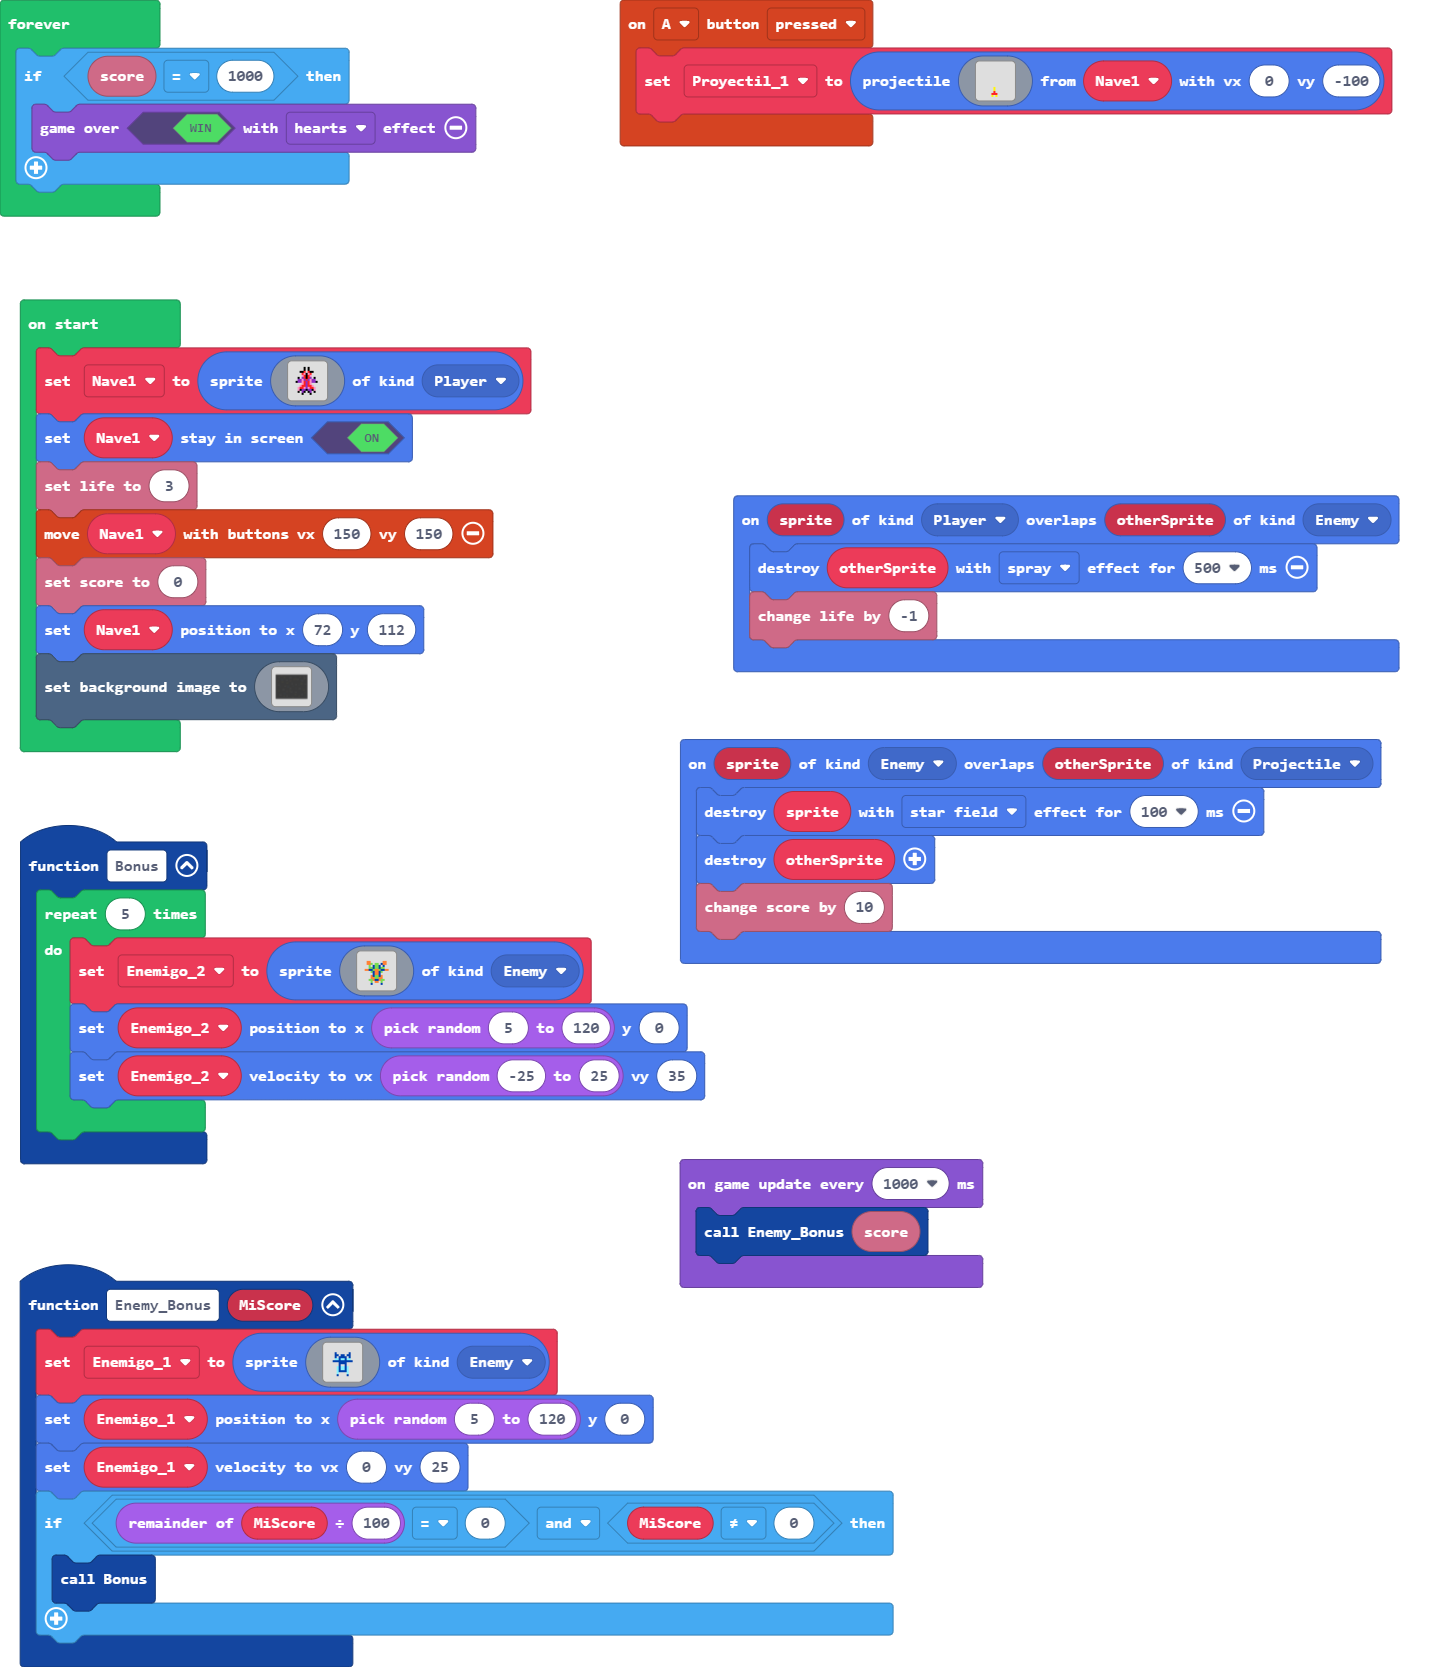 forever
if score = 1000 then
game over WIN with hearts effect
on A button pressed
set Proyectil_1 to projectile from Nave1 with vx 0 vy -100
on start
set Nave1 to sprite of kind Player
set Nave1 stay in screen ON
set life to 3
move Nave1 with buttons vx 150 vy 150
set score to 0
set Nave1 position to x 72 y 112
set background image to
on sprite of kind Player overlaps otherSprite of kind Enemy
destroy otherSprite with spray effect for 500 ms
change life by -1
on sprite of kind Enemy overlaps otherSprite of kind Projectile
destroy sprite with star field effect for 100 ms
destroy otherSprite
change score by 10
function Bonus
repeat 5 times
do
set Enemigo_2 to sprite of kind Enemy
set Enemigo_2 position to x pick random 5 to 120 y 0
set Enemigo_2 velocity to vx pick random -25 to 25 vy 35
on game update every 1000 ms
call Enemy_Bonus score
function Enemy_Bonus MiScore
set Enemigo_1 to sprite of kind Enemy
set Enemigo_1 position to x pick random 5 to 120 y 0
set Enemigo_1 velocity to vx 0 vy 25
if remainder of MiScore ÷ 100 = 0 and MiScore ≠ 0 then
call Bonus